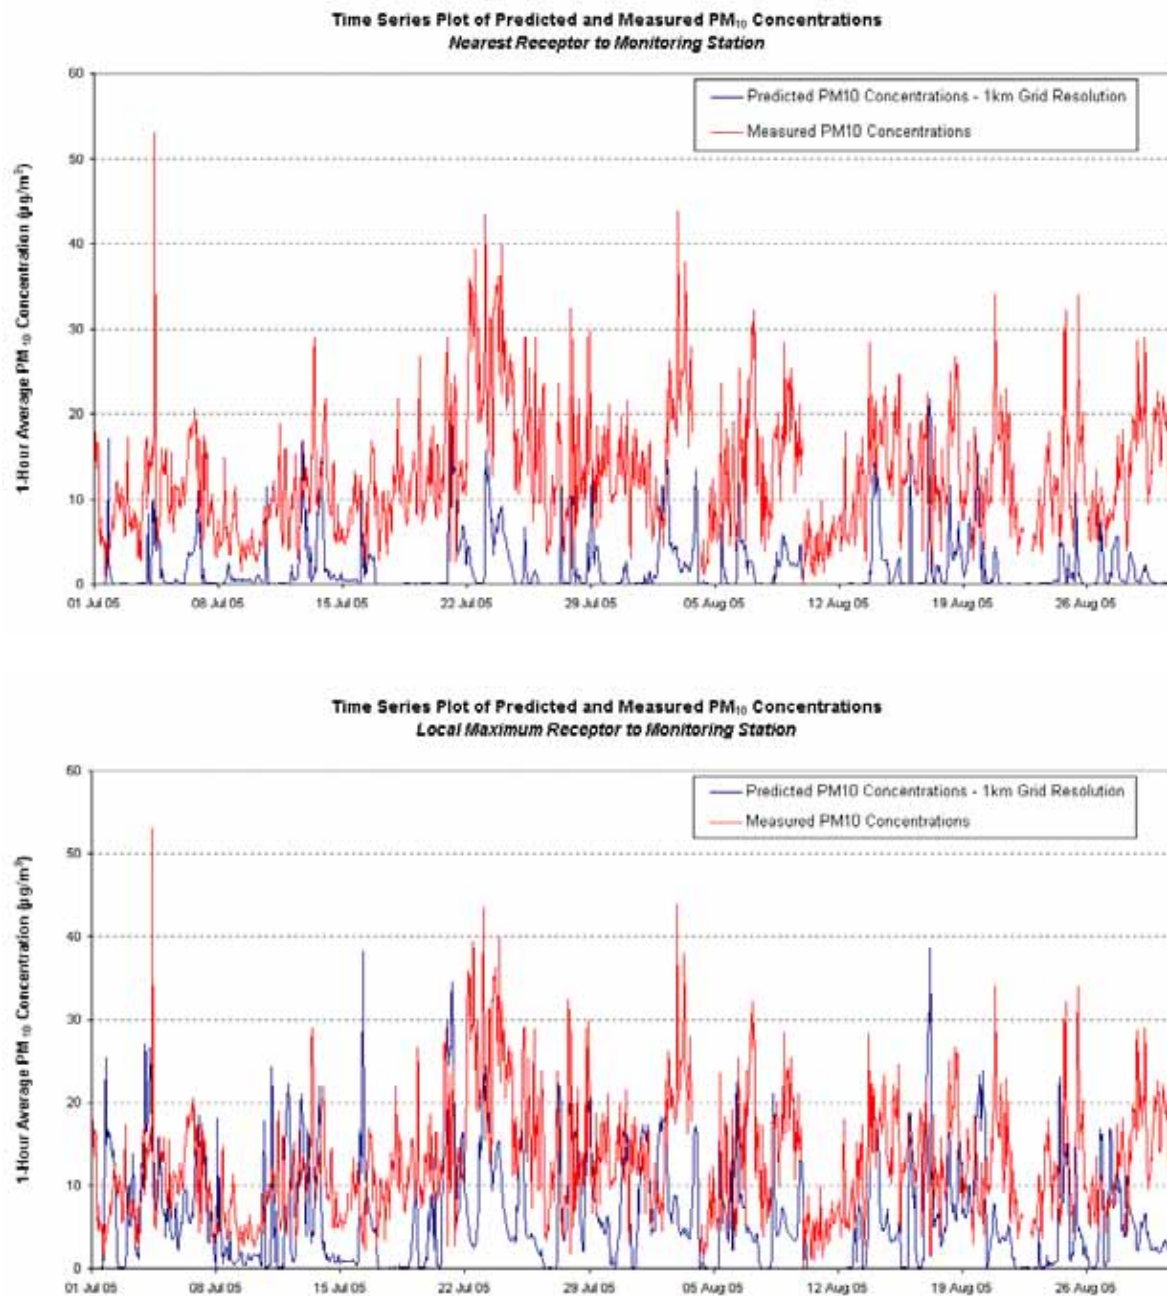 Time Series Plot of Predicted and Measured PM₁₀ Concentrations
Nearest Receptor to Monitoring Station
60
50
40
30
20
10
0
1-Hour Average PM ₁₀ Concentration (µg/m³)
Predicted PM10 Concentrations - 1km Grid Resolution
Measured PM10 Concentrations
01 Jul 05 08 Jul 05 15 Jul 05 22 Jul 05 29 Jul 05 05 Aug 05 12 Aug 05 19 Aug 05 26 Aug 05
Time Series Plot of Predicted and Measured PM₁₀ Concentrations
Local Maximum Receptor to Monitoring Station
60
50
40
30
20
10
0
1-Hour Average PM ₁₀ Concentration (µg/m³)
Predicted PM10 Concentrations - 1km Grid Resolution
Measured PM10 Concentrations
01 Jul 05 08 Jul 05 15 Jul 05 22 Jul 05 29 Jul 05 05 Aug 05 12 Aug 05 19 Aug 05 26 Aug 05